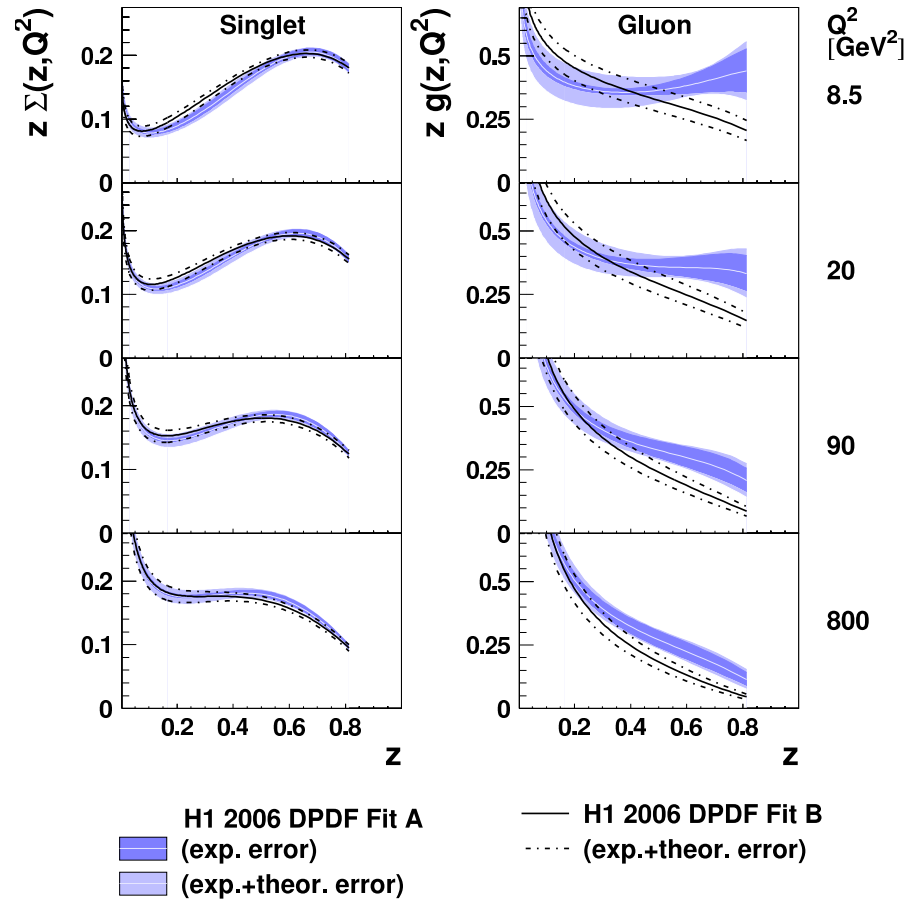 Singlet
Gluon
Q²
[GeV²]
z Σ(z,Q²)
z g(z,Q²)
0.2
0.1
0
0.5
0.25
0
8.5
0.2
0.1
0
0.5
0.25
0
20
0.2
0.1
0
0.5
0.25
0
90
0.2
0.1
0
0.5
0.25
0
800
0.2 0.4 0.6 0.8
0.2 0.4 0.6 0.8
z
z
H1 2006 DPDF Fit A
(exp. error)
(exp.+theor. error)
H1 2006 DPDF Fit B
(exp.+theor. error)